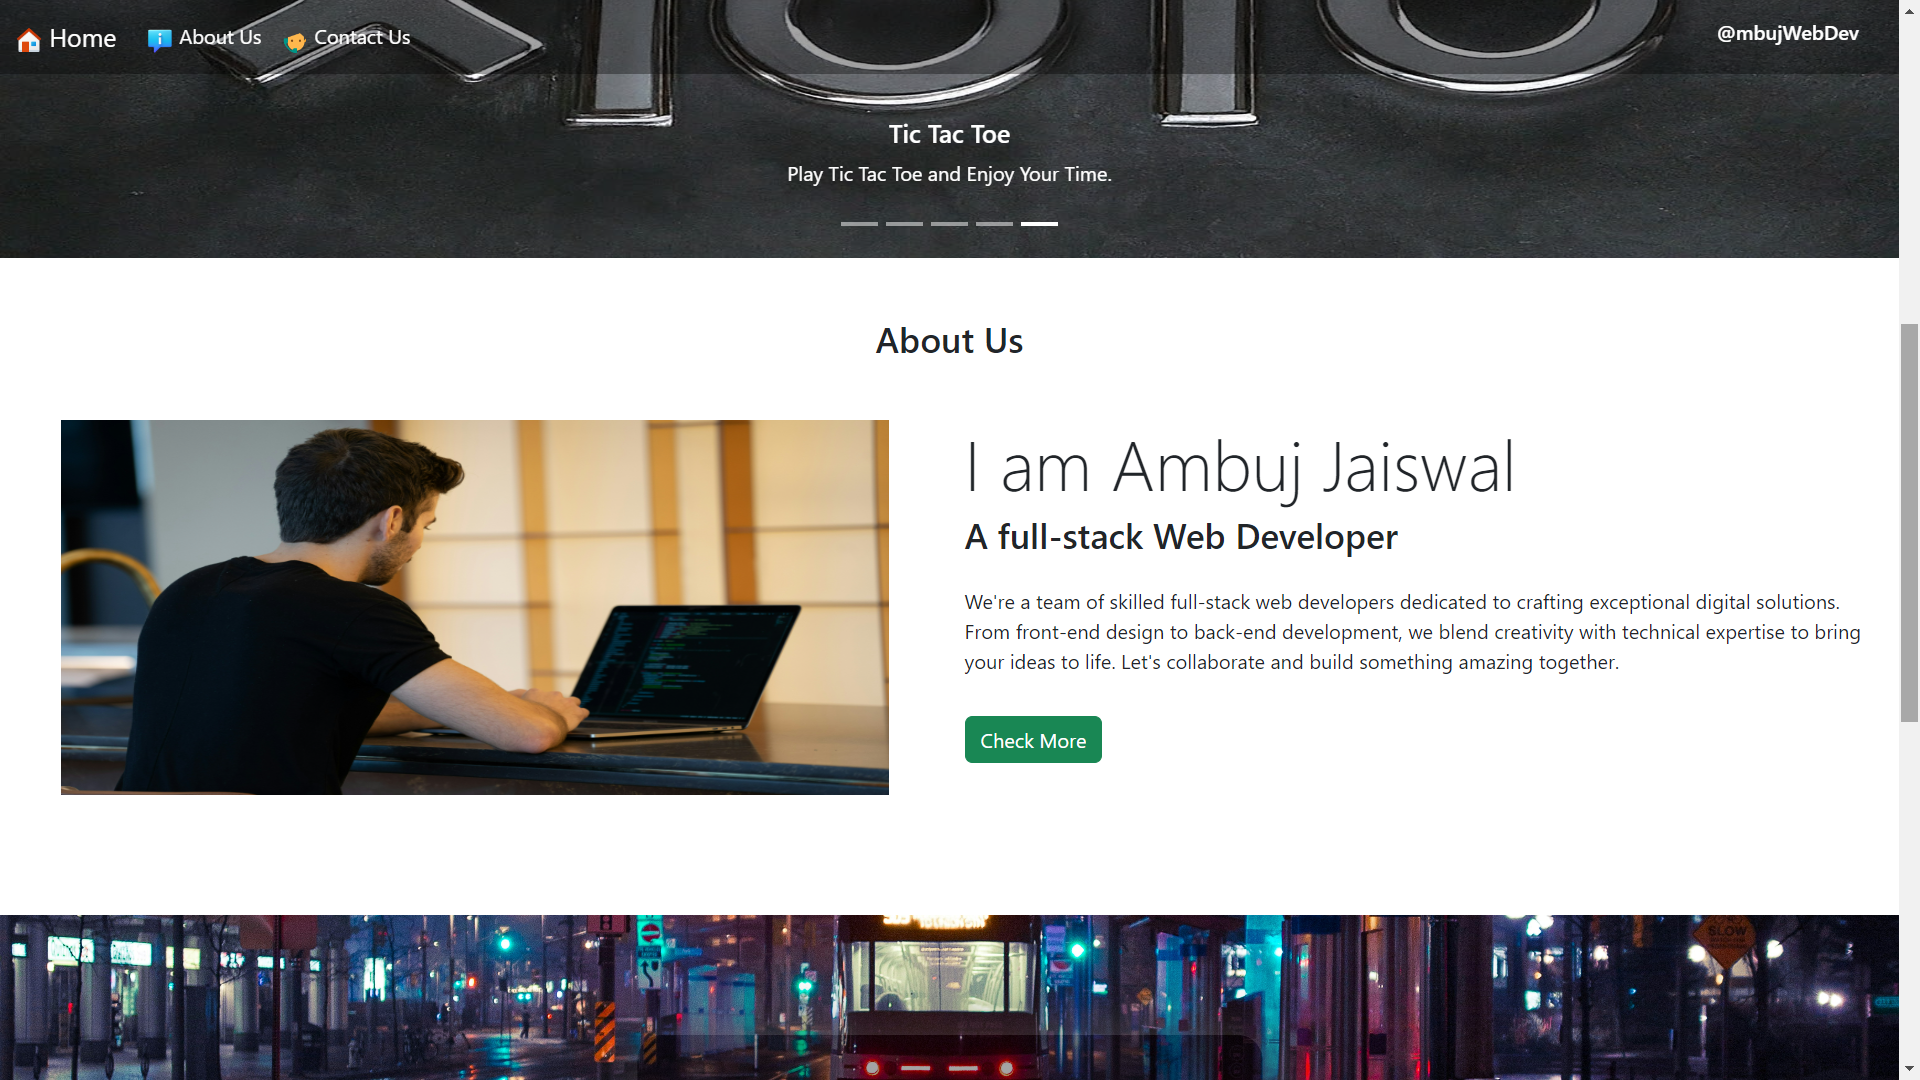 Home About Us Contact Us @mbujWebDev
Tic Tac Toe
Play Tic Tac Toe and Enjoy Your Time.
About Us
I am Ambuj Jaiswal
A full-stack Web Developer
We're a team of skilled full-stack web developers dedicated to crafting exceptional digital solutions.
From front-end design to back-end development, we blend creativity with technical expertise to bring
your ideas to life. Let's collaborate and build something amazing together.
Check More
SLOW